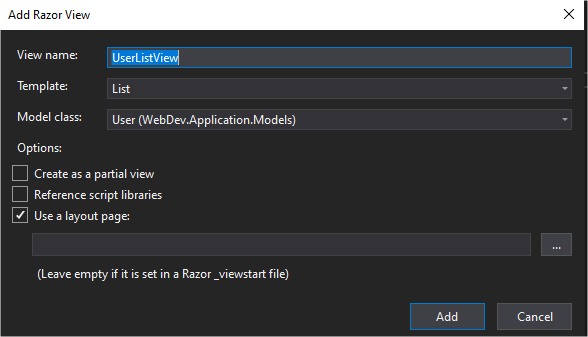 Add Razor View
View name: UserListView
Template: List
Model class: User (WebDev.Application.Models)
Options:
Create as a partial view
Reference script libraries
Use a layout page:
...
(Leave empty if it is set in a Razor _viewstart file)
Add Cancel